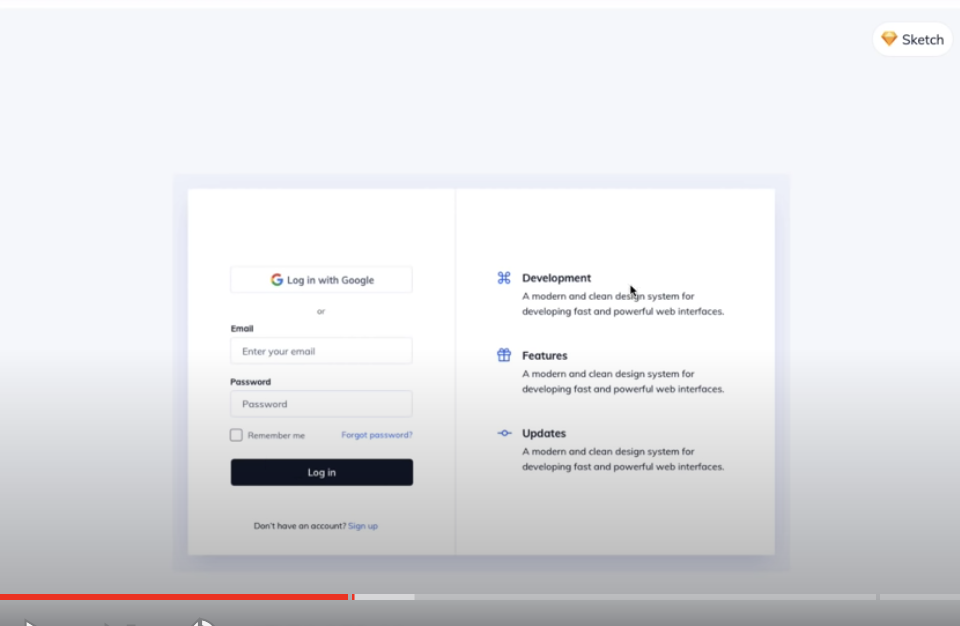 Sketch
Log in with Google
or
Email
Enter your email
Password
Password
Remember me
Forgot password?
Log in
Don't have an account? Sign up
Development
A modern and clean design system for
developing fast and powerful web interfaces.
Features
A modern and clean design system for
developing fast and powerful web interfaces.
Updates
A modern and clean design system for
developing fast and powerful web interfaces.